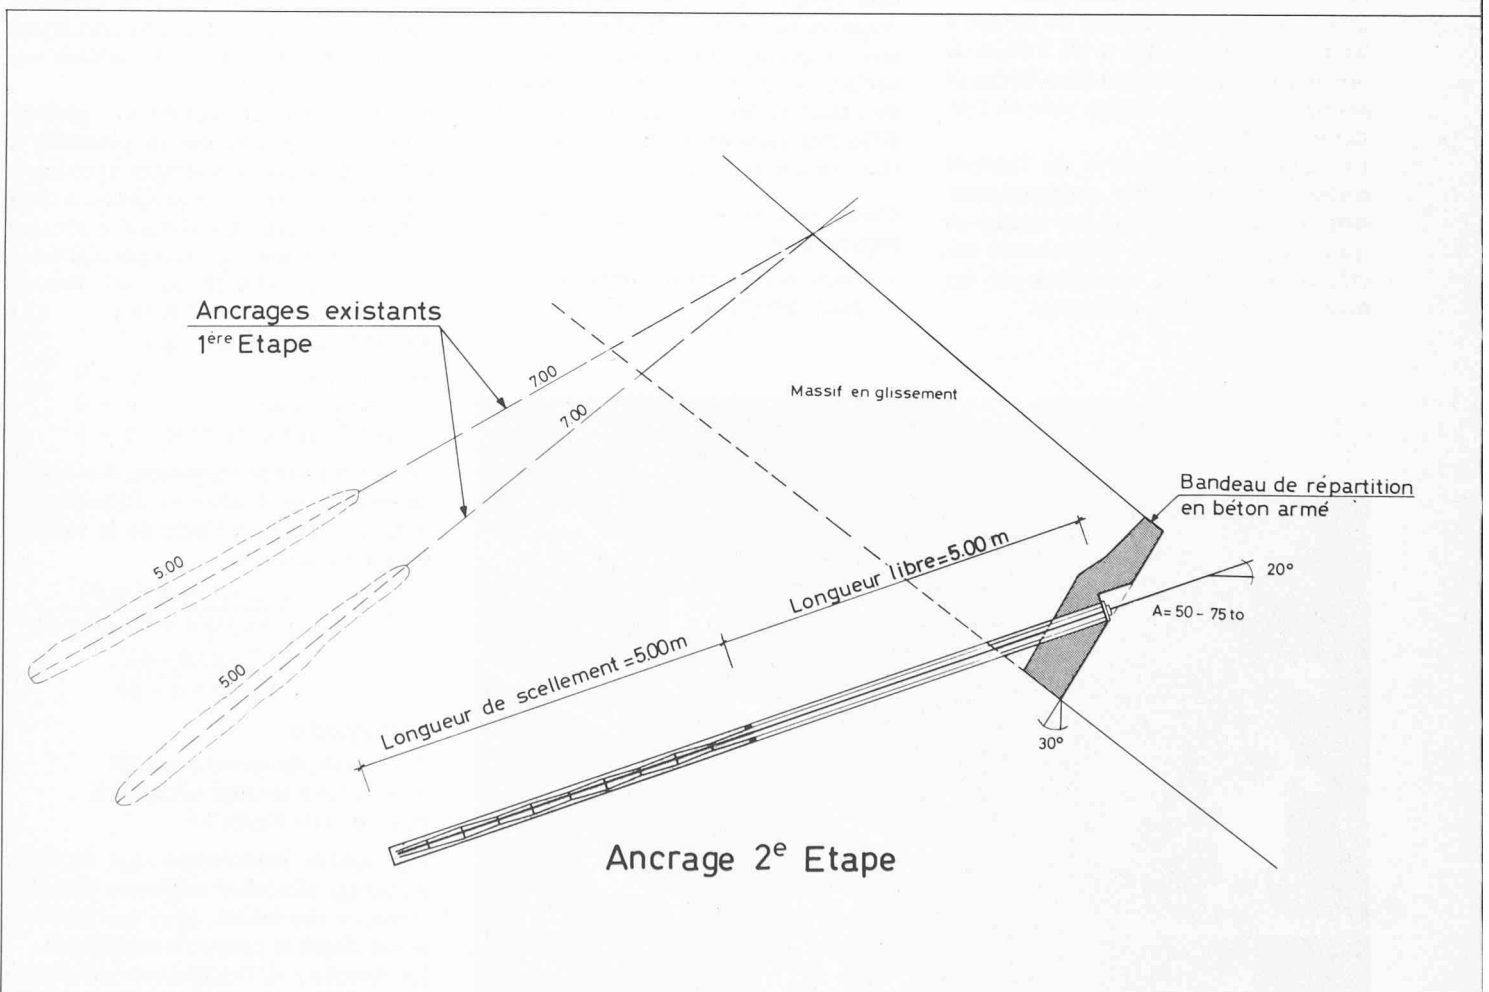 Ancrages existants
1ère Etape
7.00
7.00
Massif en glissement
Bandeau de répartition
en béton armé
5.00
5.00
Longueur libre=5.00 m
20°
A= 50 - 75 to
Longueur de scellement =5.00m
30°
Ancrage 2e Etape